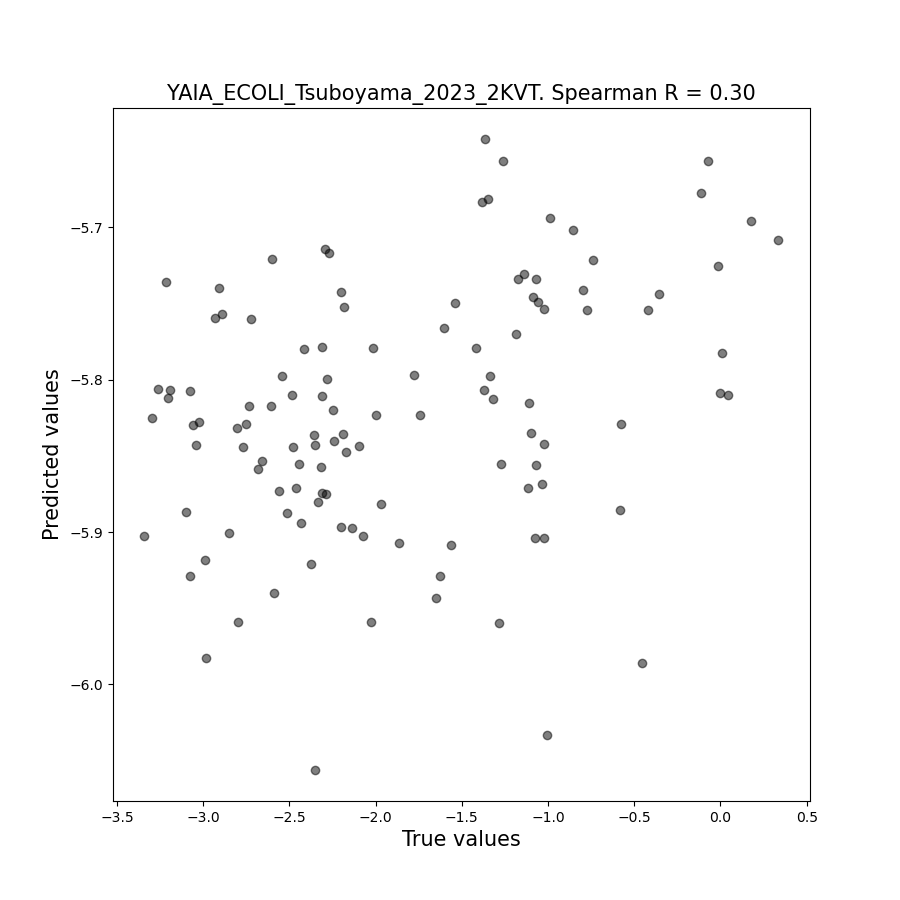 YAIA_ECOLI_Tsuboyama_2023_2KVT. Spearman R = 0.30
Predicted values
−5.7
−5.8
−5.9
−6.0
−3.5 −3.0 −2.5 −2.0 −1.5 −1.0 −0.5 0.0 0.5
True values